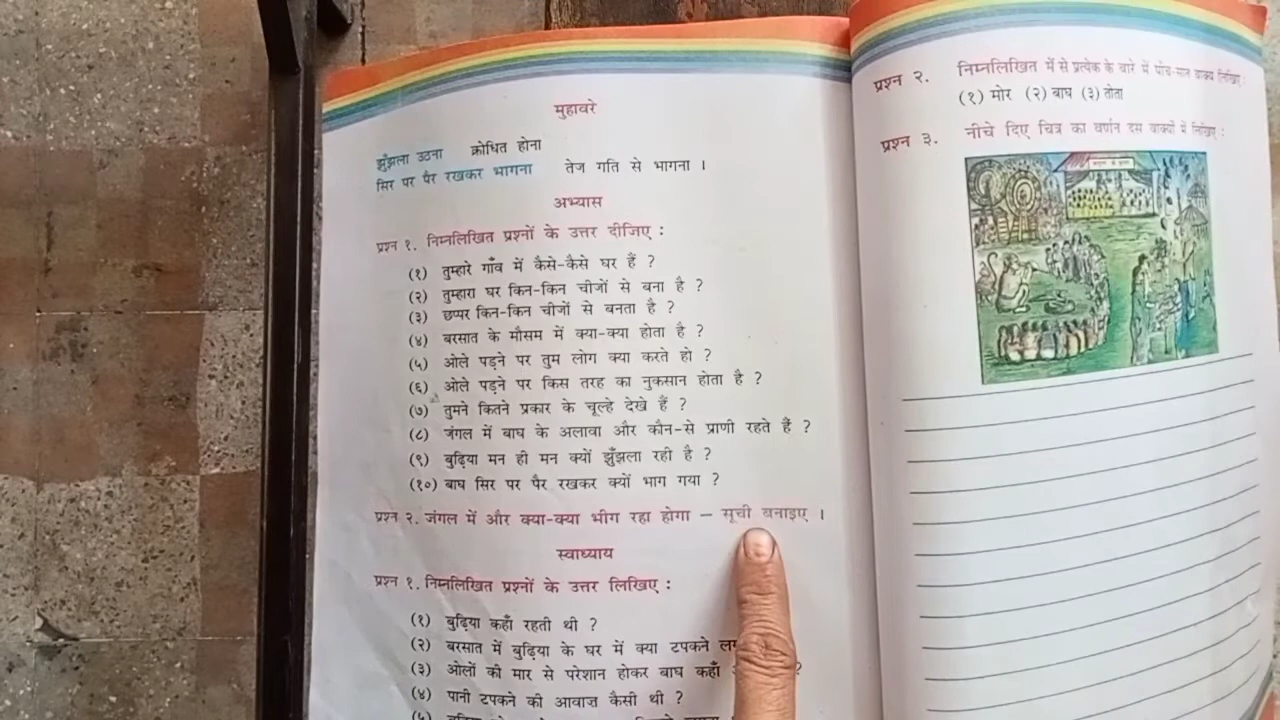 मुहावरे
झुँझला उठना क्रोधित होना
सिर पर पैर रखकर भागना तेज गति से भागना ।
अभ्यास
प्रश्न १. निम्नलिखित प्रश्नों के उत्तर दीजिए :
(१) तुम्हारे गाँव में कैसे-कैसे घर हैं ?
(२) तुम्हारा घर किन-किन चीजों से बना है ?
(३) छप्पर किन-किन चीजों से बनता है ?
(४) बरसात के मौसम में क्या-क्या होता है ?
(५) ओले पड़ने पर तुम लोग क्या करते हो ?
(६) ओले पड़ने पर किस तरह का नुकसान होता है ?
(७) तुमने कितने प्रकार के चूल्हे देखे हैं ?
(८) जंगल में बाघ के अलावा और कौन-से प्राणी रहते हैं ?
(९) बुढ़िया मन ही मन क्यों झुँझला रही है ?
(१०) बाघ सिर पर पैर रखकर क्यों भाग गया ?
प्रश्न २. जंगल में और क्या-क्या भीग रहा होगा – सूची बनाइए ।
स्वाध्याय
प्रश्न १. निम्नलिखित प्रश्नों के उत्तर लिखिए :
(१) बुढ़िया कहाँ रहती थी ?
(२) बरसात में बुढ़िया के घर में क्या टपकने
(३) ओलों की मार से परेशान होकर बाघ कहाँ ?
(४) पानी टपकने की आवाज कैसी थी ?
(५)
प्रश्न २. निम्नलिखित में से प्रत्येक के बारे में पाँच-सात वाक्य लिखिए :
(१) मोर (२) बाघ (३) तोता
प्रश्न ३. नीचे दिए चित्र का वर्णन दस वाक्यों में लिखिए :